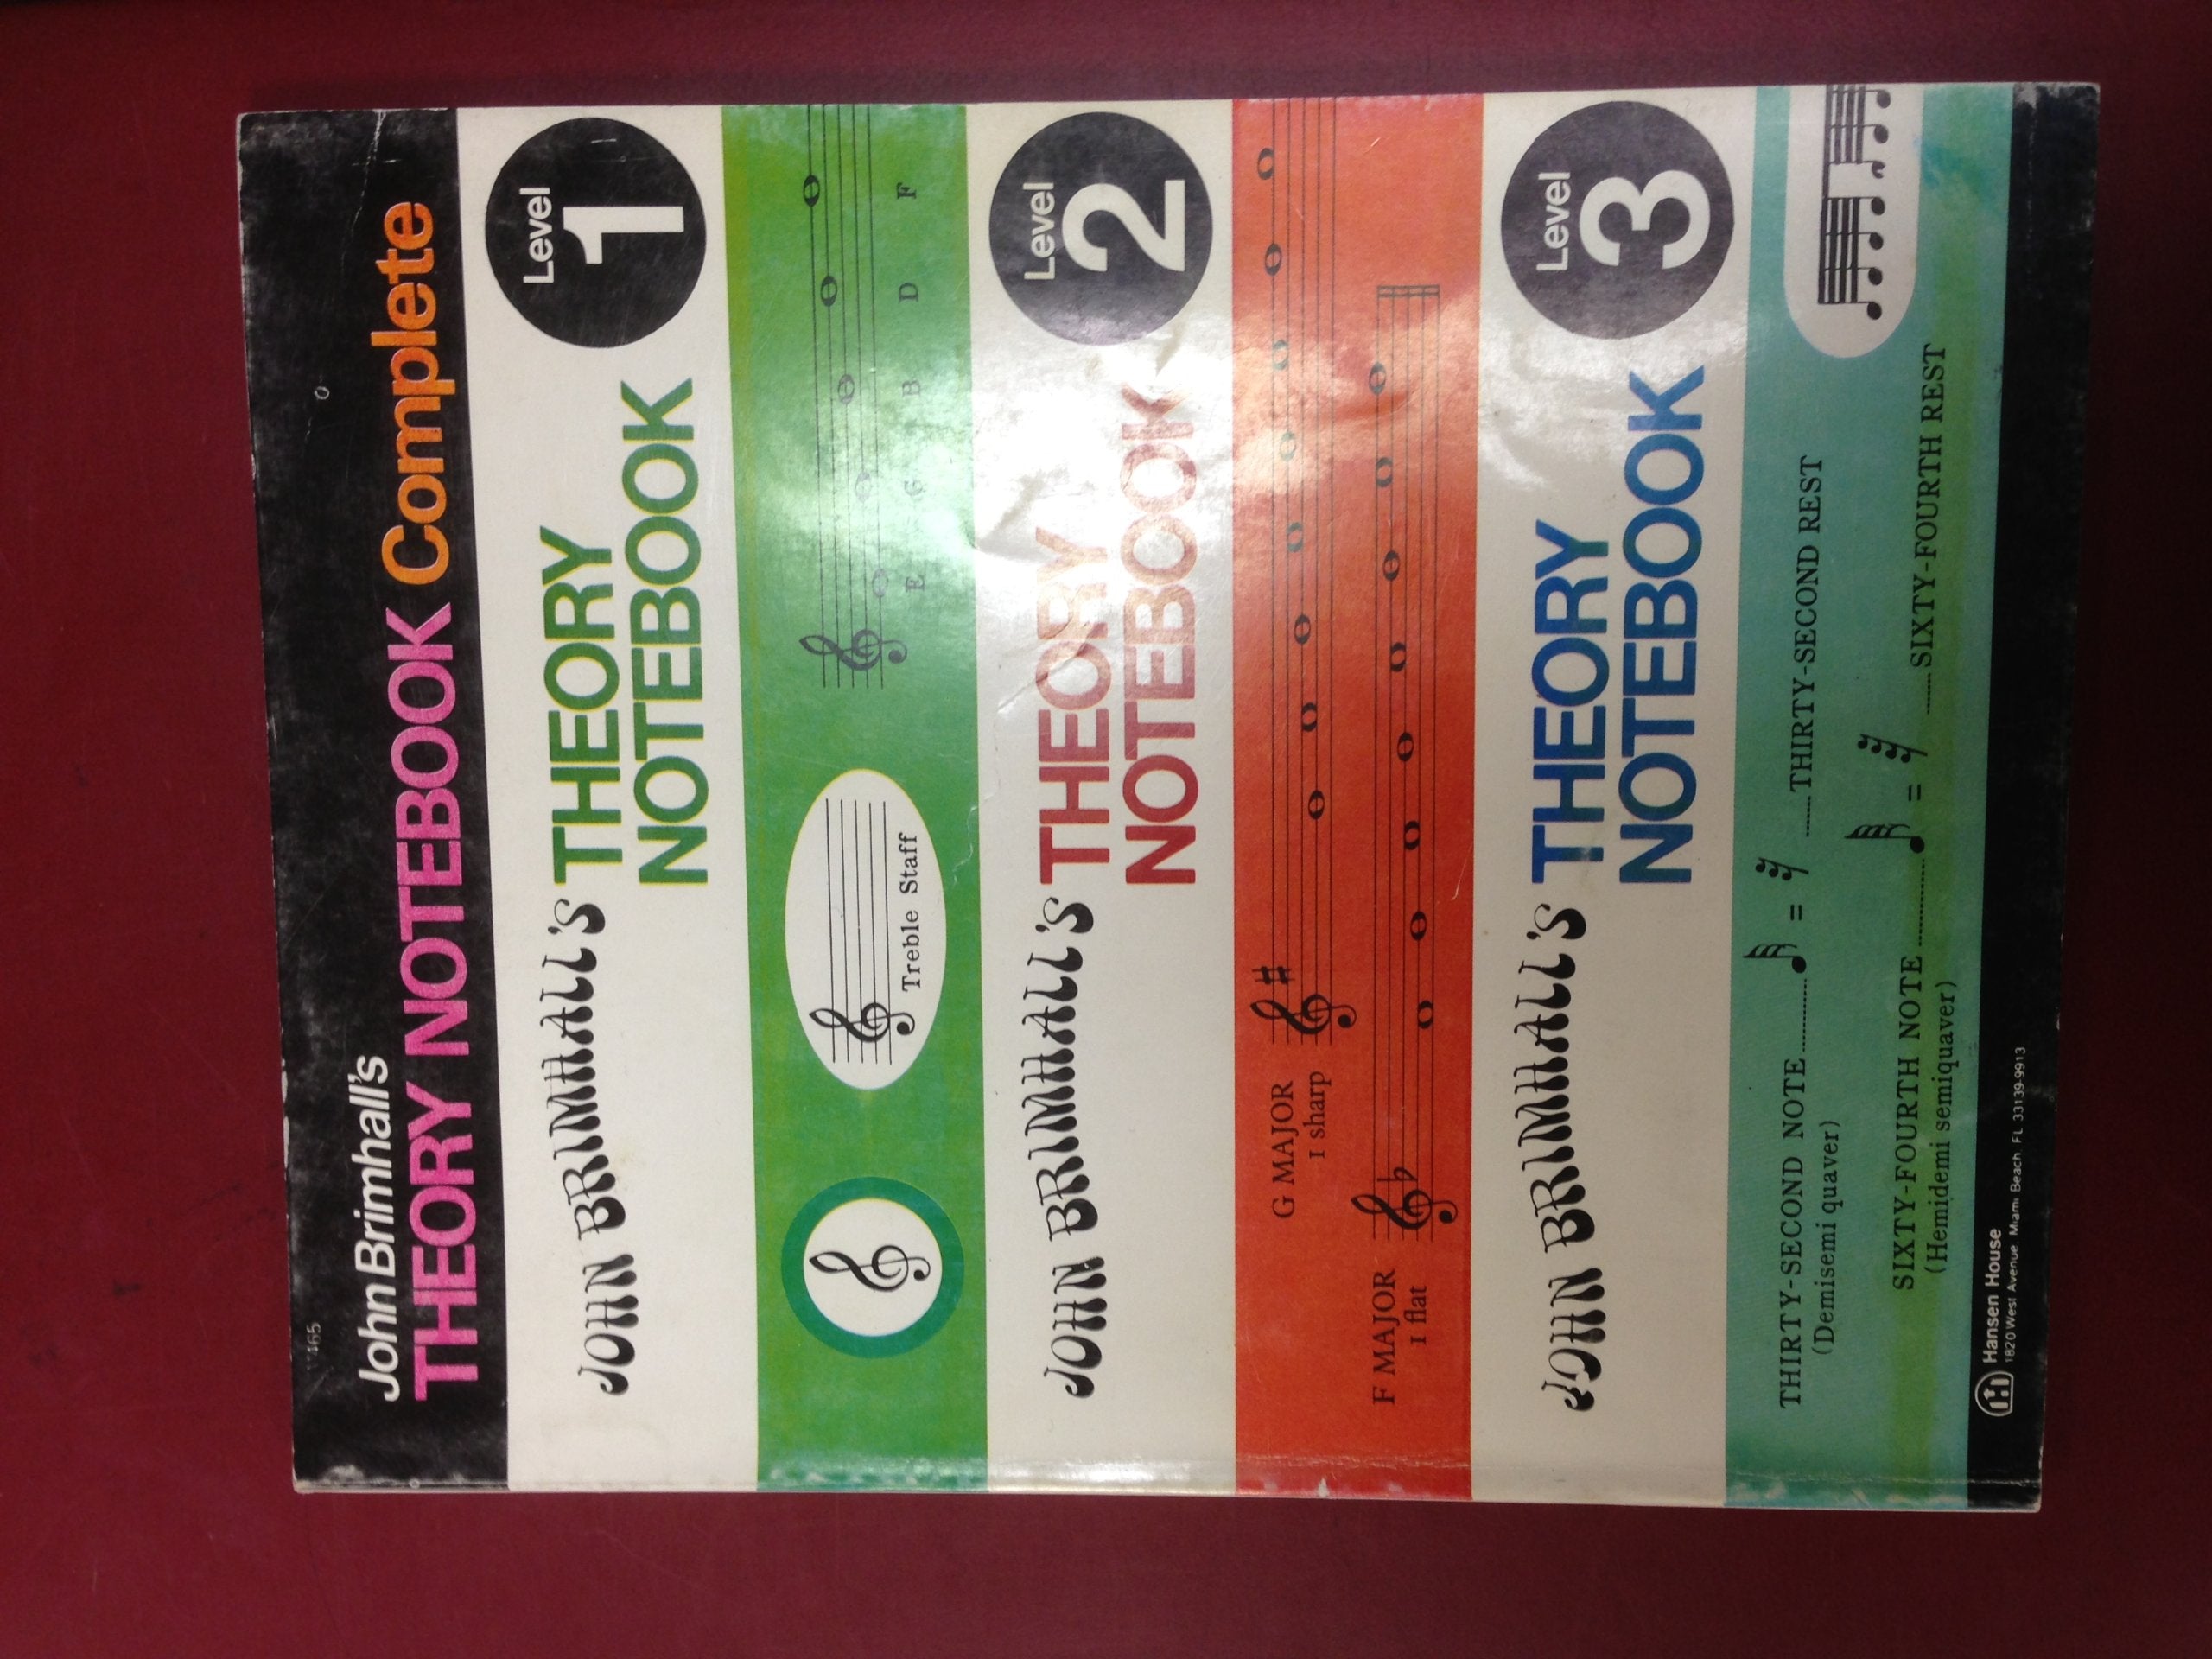 John Brimhall's
THEORY NOTEBOOK Complete
JOHN BRIMHALL'S THEORY
NOTEBOOK
Level
1
Treble Staff
E G B D F
JOHN BRIMHALL'S THEORY
NOTEBOOK
Level
2
G MAJOR
1 sharp
F MAJOR
1 flat
JOHN BRIMHALL'S THEORY
NOTEBOOK
Level
3
THIRTY-SECOND NOTE ............ = ......THIRTY-SECOND REST
(Demisemi quaver)
SIXTY-FOURTH NOTE ............ = ......SIXTY-FOURTH REST
(Hemidemi semiquaver)
Hansen House
1820 West Avenue, Miami Beach, FL 33139-9913